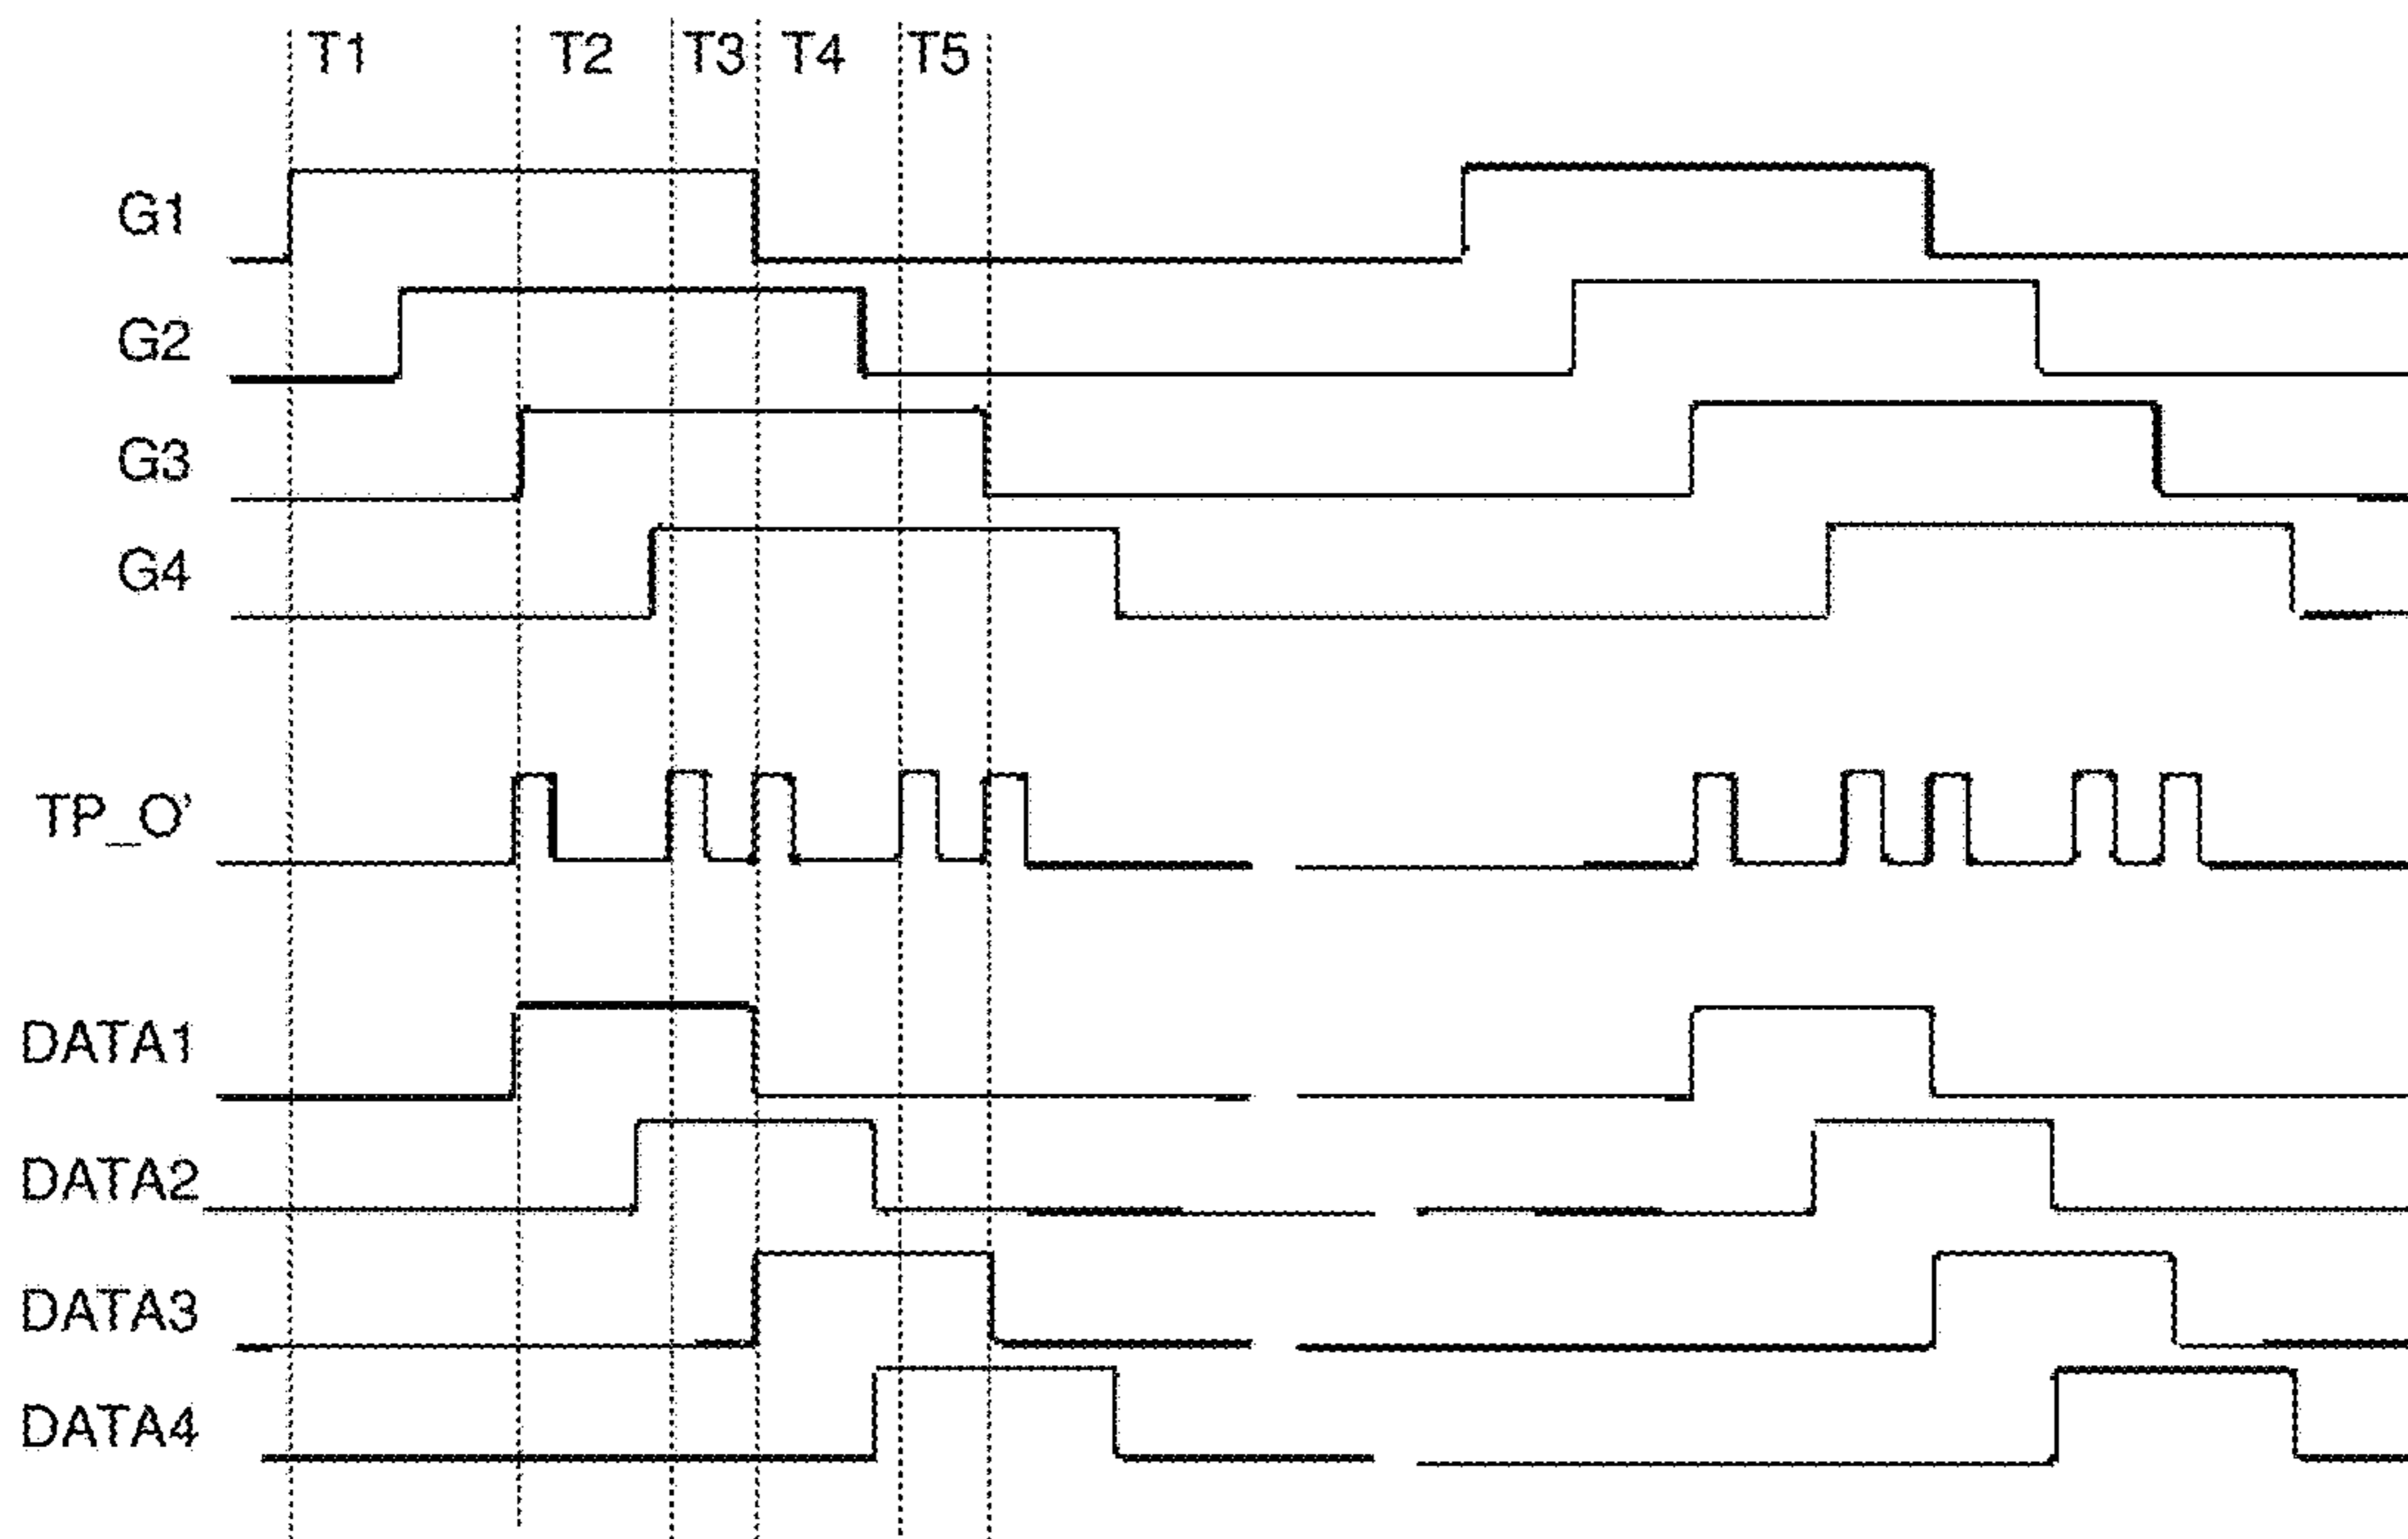 T1 T2 T3 T4 T5
G1
G2
G3
G4
TP_O'
DATA1
DATA2
DATA3
DATA4